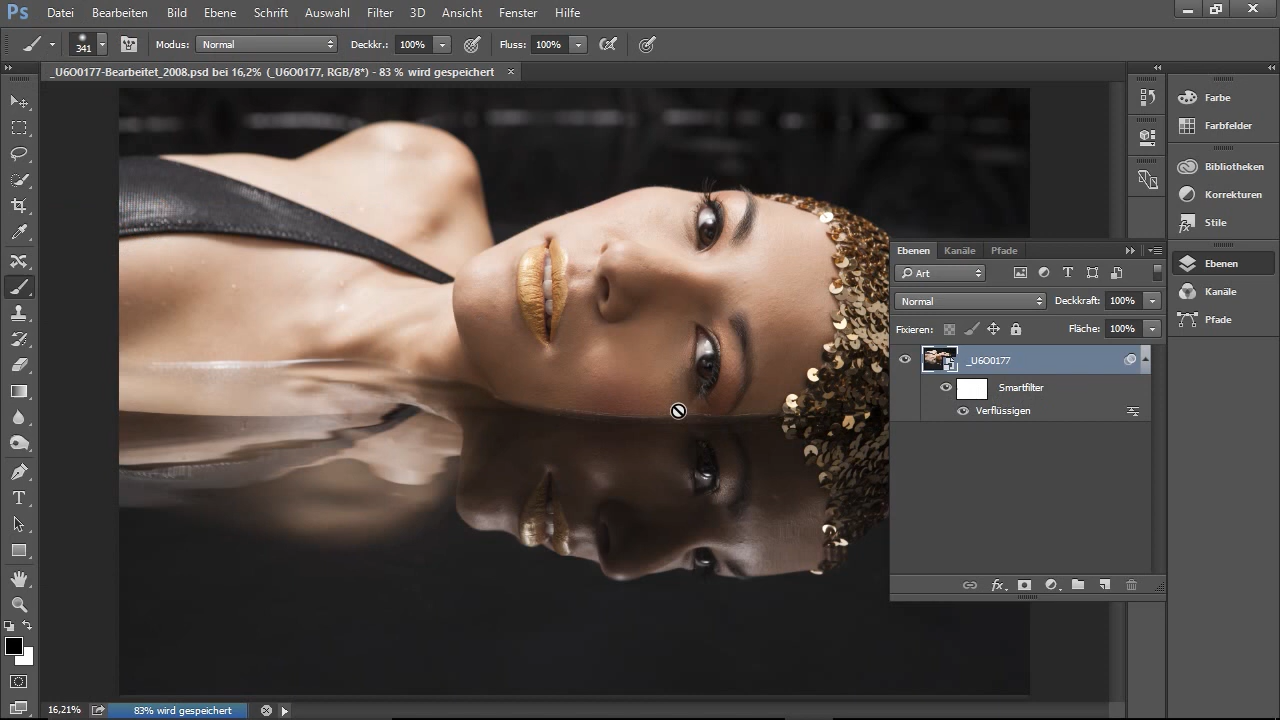 Ps Datei Bearbeiten Bild Ebene Schrift Auswahl Filter 3D Ansicht Fenster Hilfe
341 Modus: Normal Deckkr.: 100% Fluss: 100%
_U6O0177-Bearbeitet_2008.psd bei 16,2% (_U6O0177, RGB/8*) - 83 % wird gespeichert ×
Farbe
Farbfelder
Bibliotheken
Korrekturen
Stile
Ebenen
Kanäle
Pfade
Ebenen Kanäle Pfade
Art
Normal Deckkraft: 100%
Fixieren: Fläche: 100%
_U6O0177
Smartfilter
Verflüssigen
fx
16,21% 83% wird gespeichert